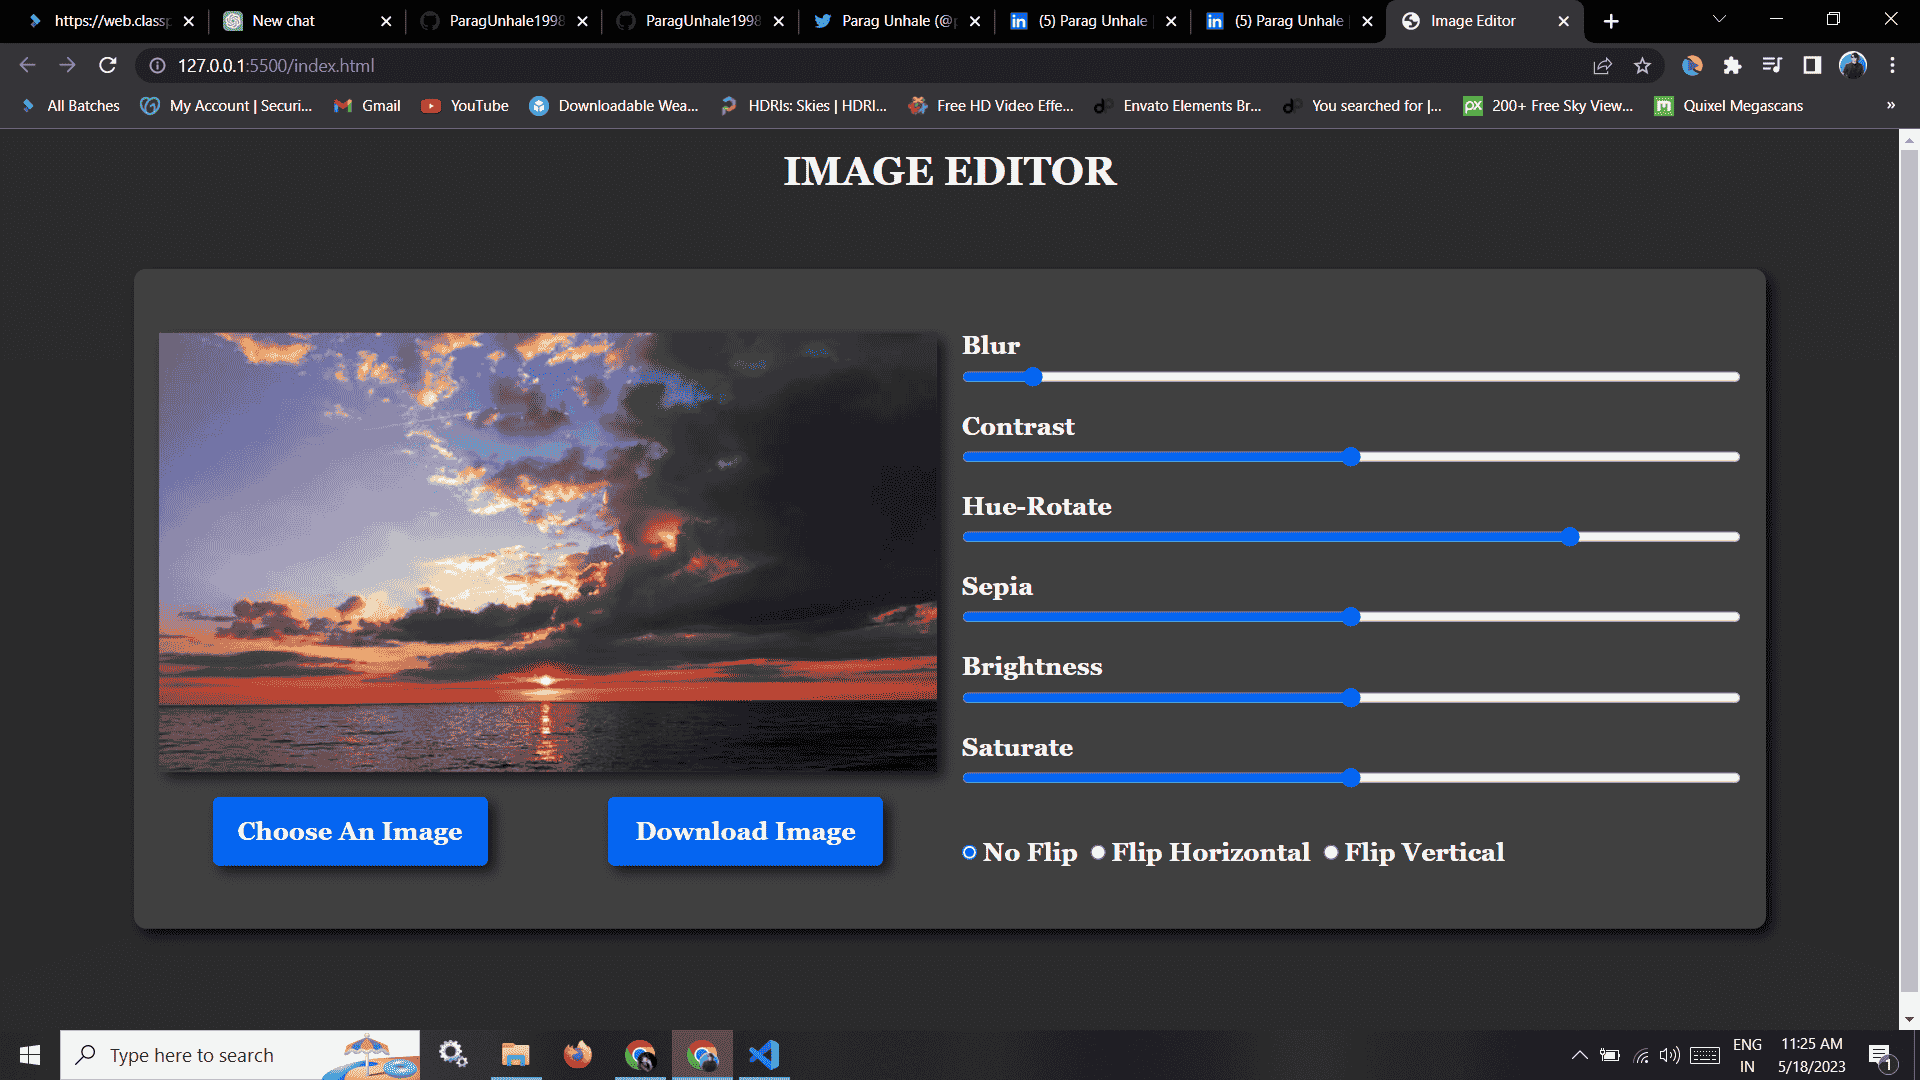 https://web.classp
New chat
ParagUnhale1998
ParagUnhale1998
Parag Unhale (@p
(5) Parag Unhale |
(5) Parag Unhale |
Image Editor
127.0.0.1:5500/index.html
All Batches
My Account | Securi...
Gmail
YouTube
Downloadable Wea...
HDRIs: Skies | HDRI...
Free HD Video Effe...
Envato Elements Br...
You searched for |...
200+ Free Sky View...
Quixel Megascans
»
IMAGE EDITOR
Blur
Contrast
Hue-Rotate
Sepia
Brightness
Saturate
Choose An Image
Download Image
No Flip
Flip Horizontal
Flip Vertical
Type here to search
ENG
IN
11:25 AM
5/18/2023
1